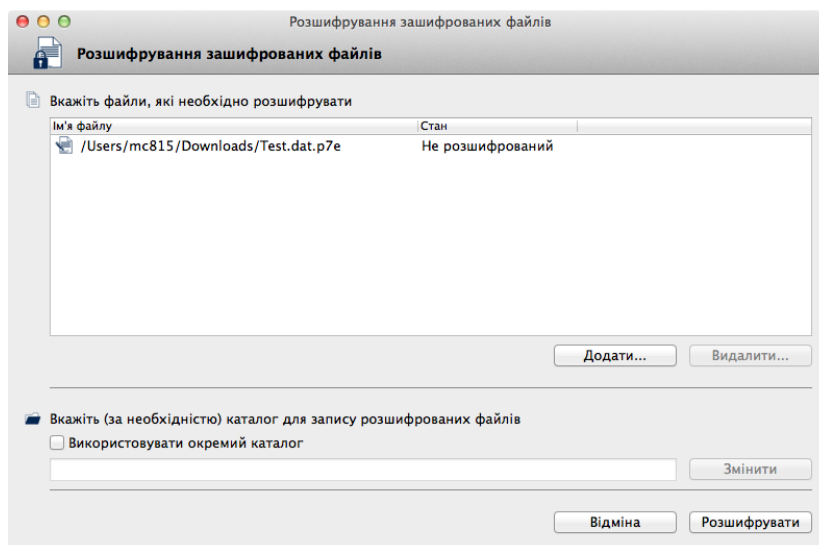 Розшифрування зашифрованих файлів
Розшифрування зашифрованих файлів
Вкажіть файли, які необхідно розшифрувати
Ім'я файлу Стан
/Users/mc815/Downloads/Test.dat.p7e Не розшифрований
Додати... Видалити...
Вкажіть (за необхідністю) каталог для запису розшифрованих файлів
Використовувати окремий каталог
Змінити
Відміна Розшифрувати